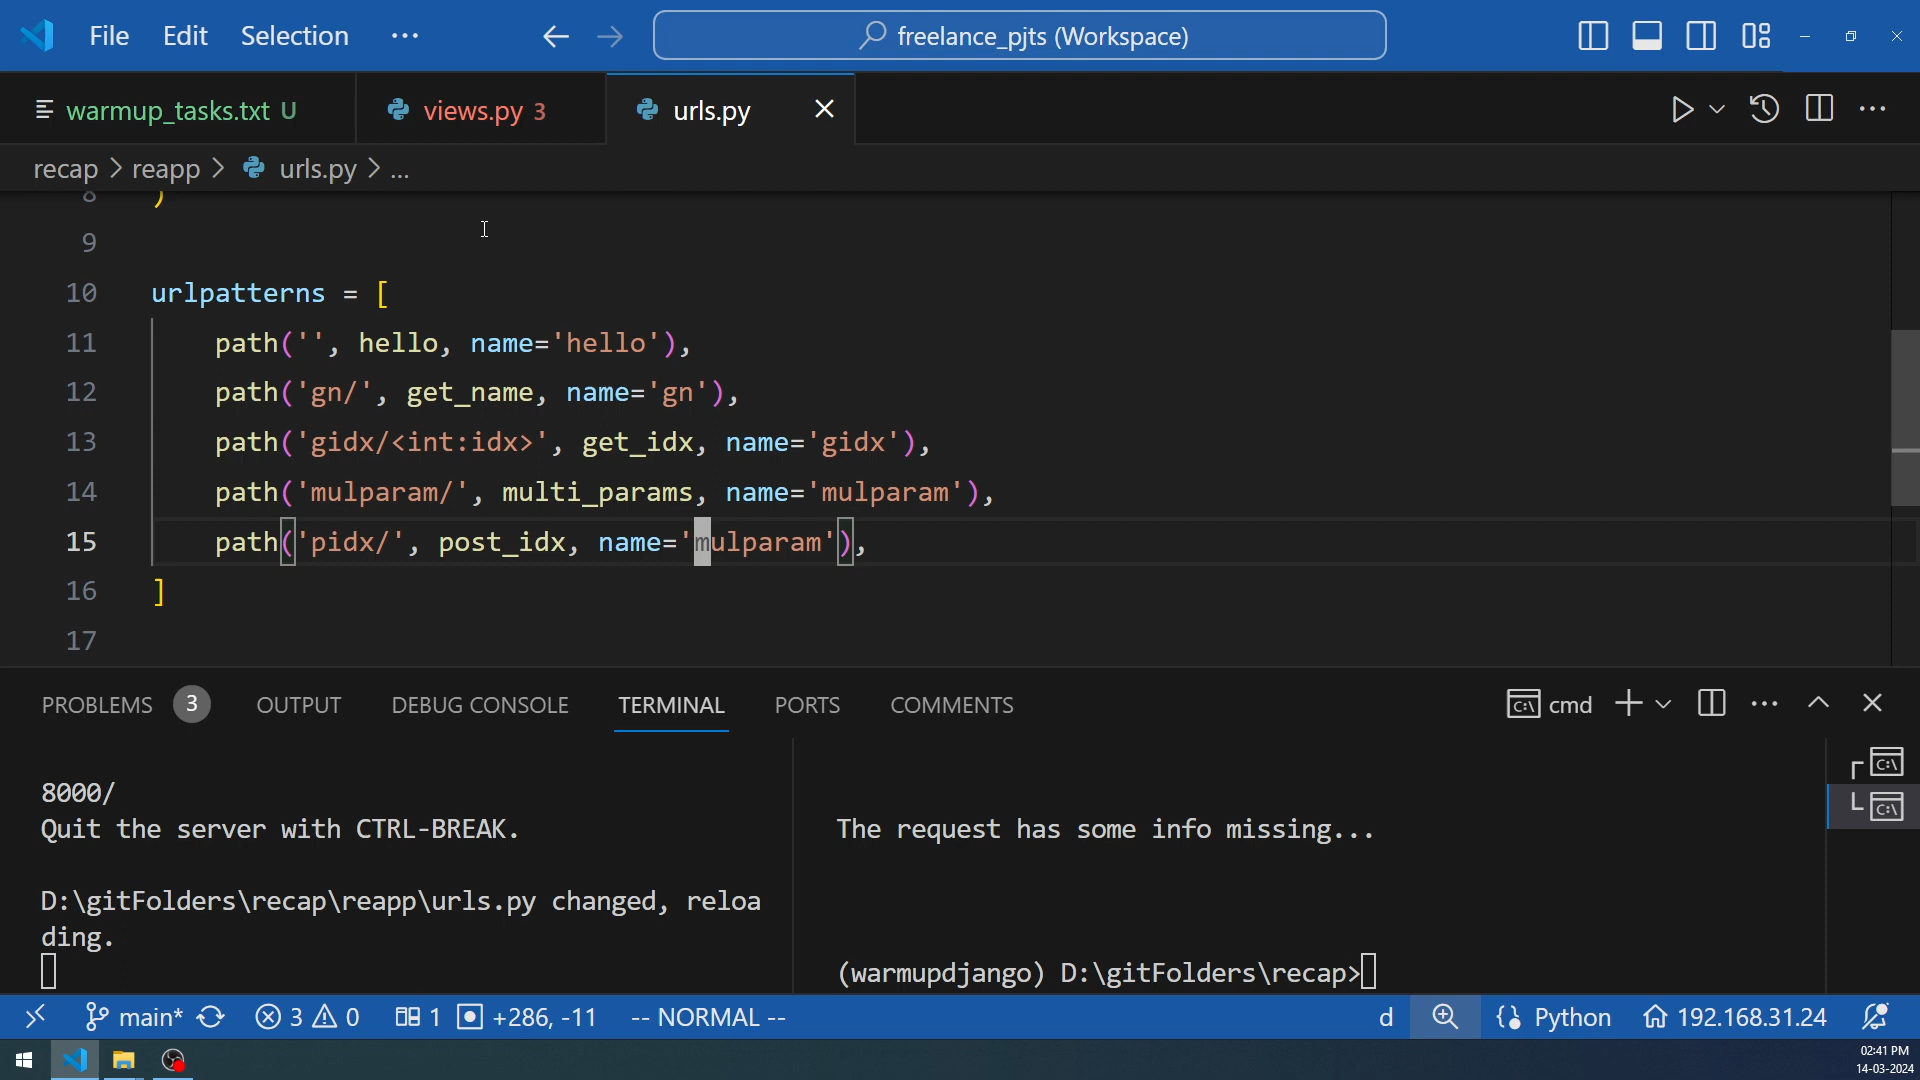 File Edit Selection ... freelance_pjts (Workspace)
warmup_tasks.txt U views.py 3 urls.py
recap > reapp > urls.py > ...
8 )
9
10 urlpatterns = [
11 path('', hello, name='hello'),
12 path('gn/', get_name, name='gn'),
13 path('gidx/<int:idx>', get_idx, name='gidx'),
14 path('mulparam/', multi_params, name='mulparam'),
15 path('pidx/', post_idx, name='mulparam'),
16 ]
17
PROBLEMS 3 OUTPUT DEBUG CONSOLE TERMINAL PORTS COMMENTS cmd
8000/
Quit the server with CTRL-BREAK.
D:\gitFolders\recap\reapp\urls.py changed, reloa
ding.
The request has some info missing...
(warmupdjango) D:\gitFolders\recap>
main* 3 0 1 +286, -11 -- NORMAL -- d Python 192.168.31.24
02:41 PM
14-03-2024